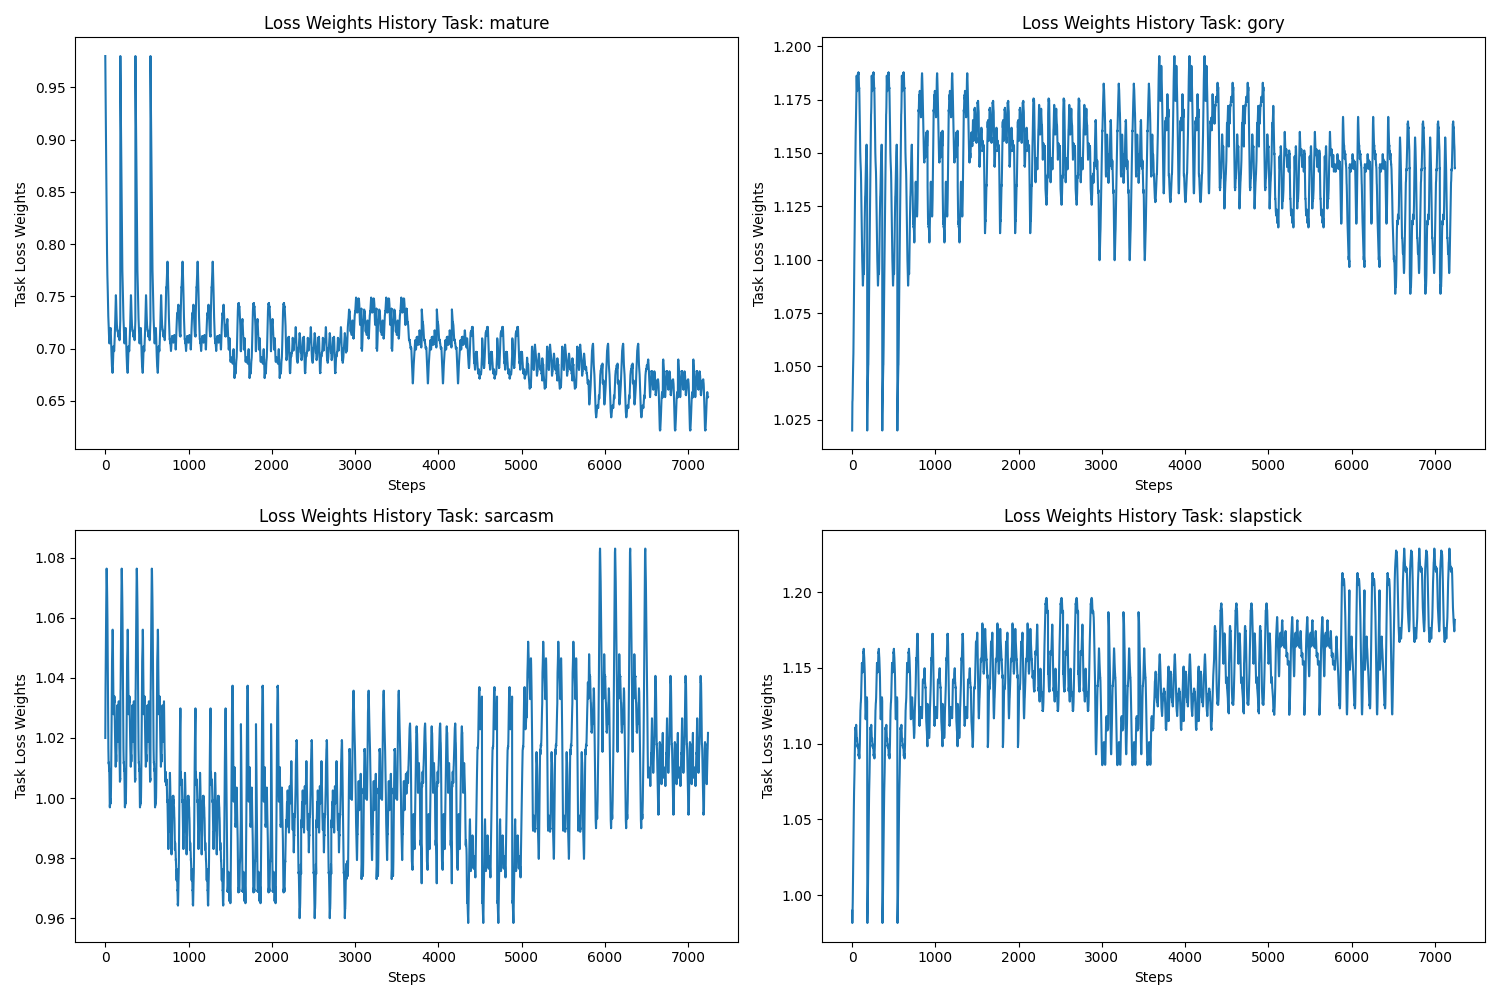 Loss Weights History Task: mature
Task Loss Weights
0.95
0.90
0.85
0.80
0.75
0.70
0.65
0 1000 2000 3000 4000 5000 6000 7000
Steps
Loss Weights History Task: gory
Task Loss Weights
1.200
1.175
1.150
1.125
1.100
1.075
1.050
1.025
0 1000 2000 3000 4000 5000 6000 7000
Steps
Loss Weights History Task: sarcasm
Task Loss Weights
1.08
1.06
1.04
1.02
1.00
0.98
0.96
0 1000 2000 3000 4000 5000 6000 7000
Steps
Loss Weights History Task: slapstick
Task Loss Weights
1.20
1.15
1.10
1.05
1.00
0 1000 2000 3000 4000 5000 6000 7000
Steps